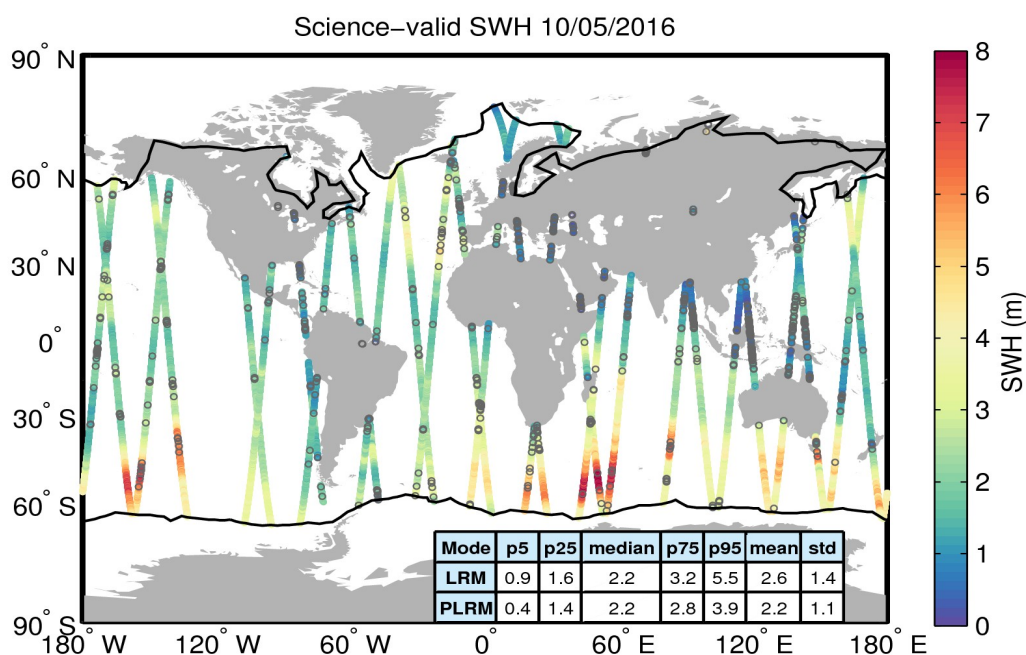 Science−valid SWH 10/05/2016
90° N
60° N
30° N
0°
30° S
60° S
90° S
180° W
120° W
60° W
0°
60° E
120° E
180° E
Mode p5 p25 median p75 p95 mean std
LRM 0.9 1.6 2.2 3.2 5.5 2.6 1.4
PLRM 0.4 1.4 2.2 2.8 3.9 2.2 1.1
8
7
6
5
4
3
2
1
0
SWH (m)